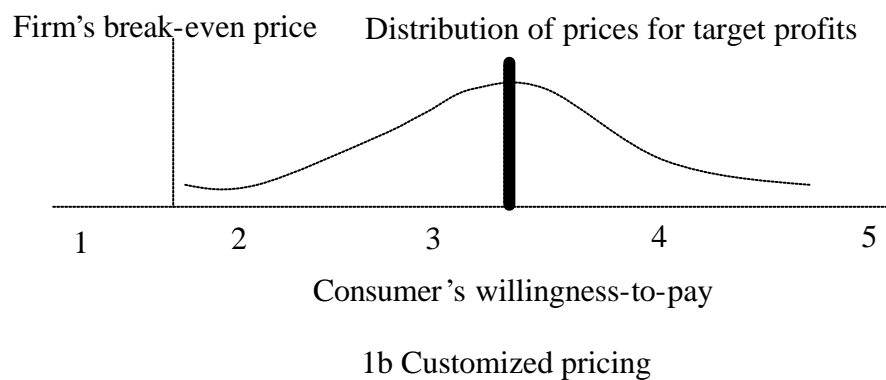 Firm's break-even price Distribution of prices for target profits
1 2 3 4 5
Consumer's willingness-to-pay
1b Customized pricing